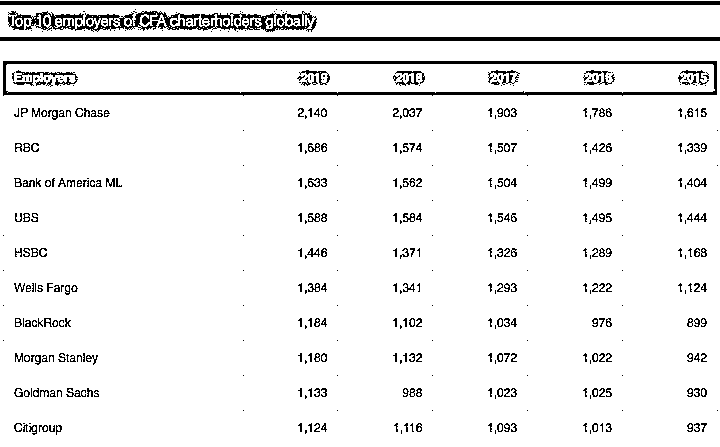 Top 10 employers of CFA charterholders globally
Employers 2019 2018 2017 2016 2015
JP Morgan Chase 2,140 2,037 1,903 1,786 1,615
RBC 1,686 1,574 1,507 1,426 1,339
Bank of America ML 1,633 1,562 1,504 1,499 1,404
UBS 1,588 1,584 1,546 1,495 1,444
HSBC 1,446 1,371 1,326 1,289 1,168
Wells Fargo 1,384 1,341 1,293 1,222 1,124
BlackRock 1,184 1,102 1,034 976 899
Morgan Stanley 1,180 1,132 1,072 1,022 942
Goldman Sachs 1,133 988 1,023 1,025 930
Citigroup 1,124 1,116 1,093 1,013 937